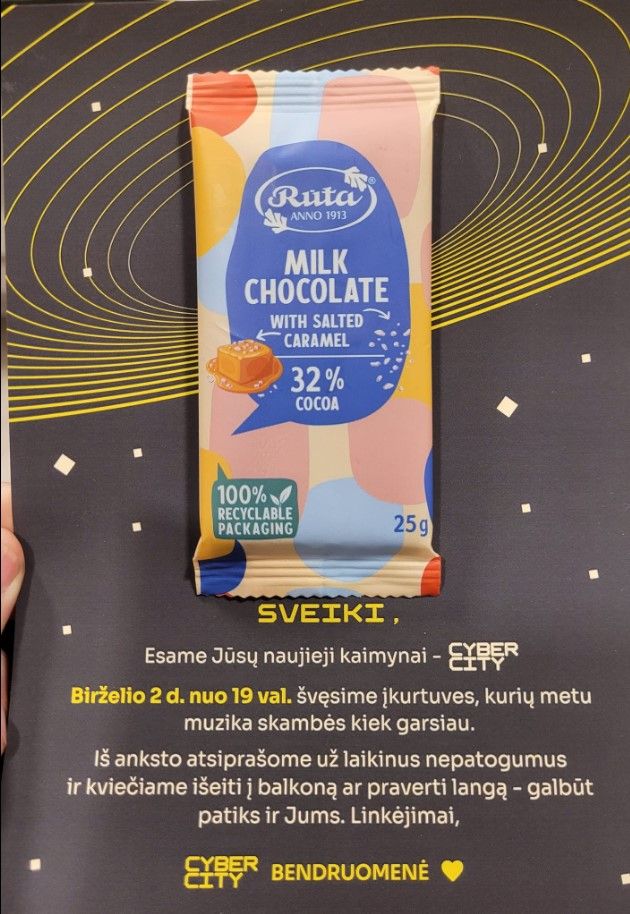 Rūta®
ANNO 1913
MILK
CHOCOLATE
WITH SALTED
CARAMEL
32%
COCOA
100%
RECYCLABLE
PACKAGING
25g
SVEIKI,
Esame Jūsų naujieji kaimynai - CYBER CITY
Birželio 2 d. nuo 19 val. švęsime įkurtuves, kurių metu
muzika skambės kiek garsiau.
Iš anksto atsiprašome už laikinus nepatogumus
ir kviečiame išeiti į balkoną ar praverti langą - galbūt
patiks ir Jums. Linkėjimai,
CYBER CITY BENDRUOMENĖ